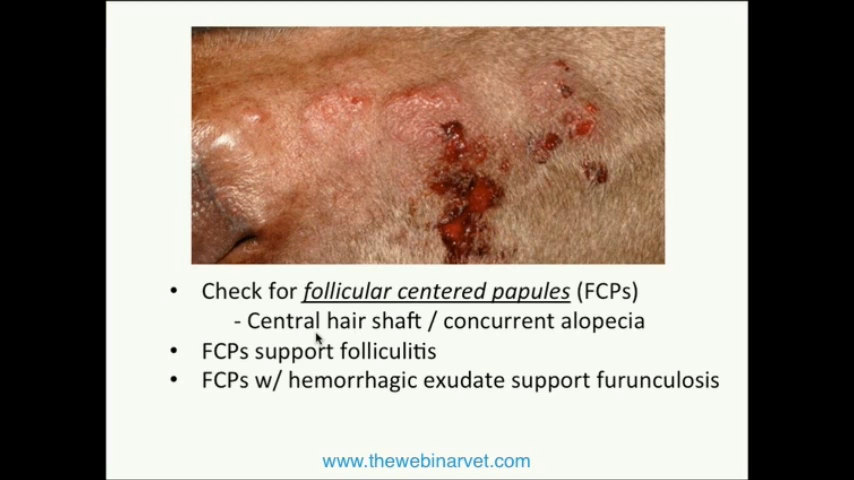 • Check for follicular centered papules (FCPs)
- Central hair shaft / concurrent alopecia
• FCPs support folliculitis
• FCPs w/ hemorrhagic exudate support furunculosis
www.thewebinarvet.com